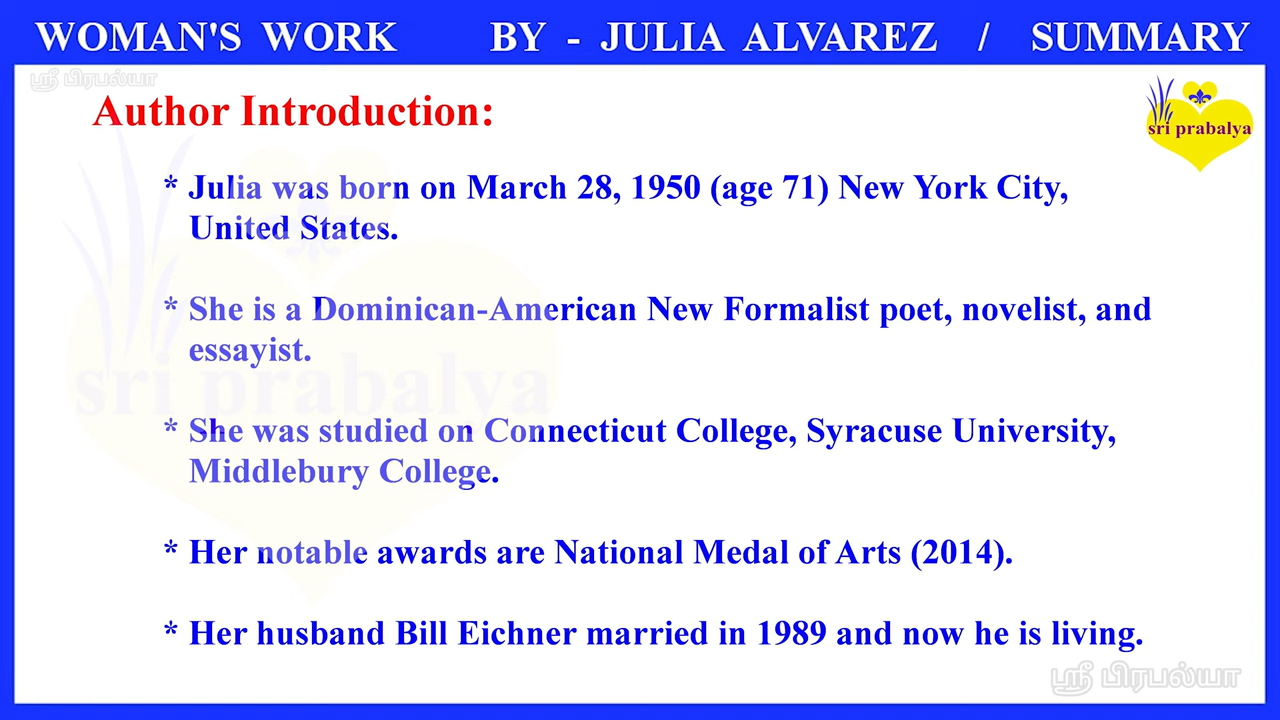 WOMAN'S WORK BY - JULIA ALVAREZ / SUMMARY
ஸ்ரீ பிரபல்யா
Author Introduction:
sri prabalya
* Julia was born on March 28, 1950 (age 71) New York City,
United States.
* She is a Dominican-American New Formalist poet, novelist, and
essayist.
sri prabalya
* She was studied on Connecticut College, Syracuse University,
Middlebury College.
* Her notable awards are National Medal of Arts (2014).
* Her husband Bill Eichner married in 1989 and now he is living.
ஸ்ரீ பிரபல்யா